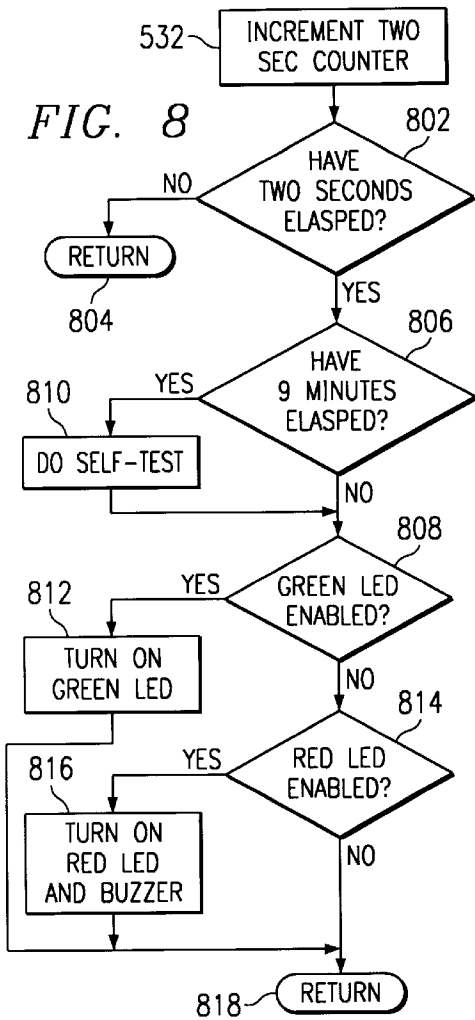 532
INCREMENT TWO
SEC COUNTER
FIG. 8
802
HAVE
TWO SECONDS
ELASPED?
NO
RETURN
804
YES
806
HAVE
9 MINUTES
ELASPED?
YES
810
DO SELF-TEST
NO
808
GREEN LED
ENABLED?
YES
812
TURN ON
GREEN LED
NO
814
RED LED
ENABLED?
YES
816
TURN ON
RED LED
AND BUZZER
NO
818
RETURN